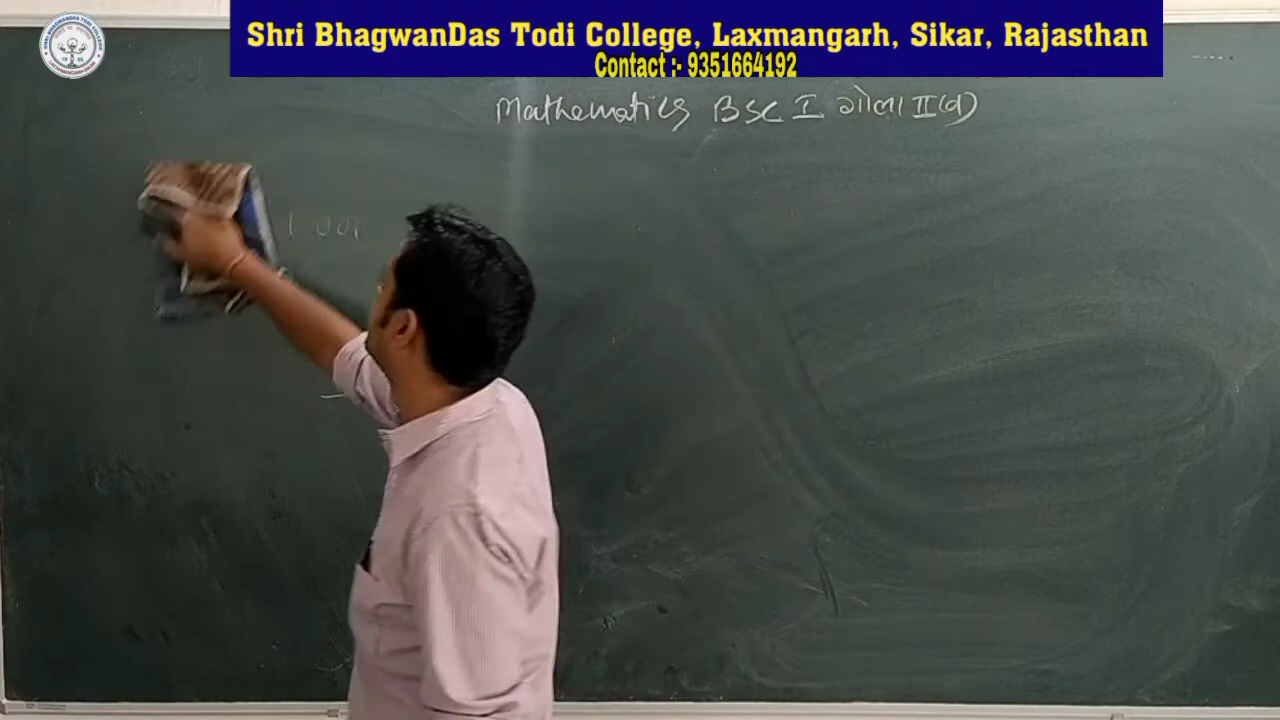 Shri BhagwanDas Todi College, Laxmangarh, Sikar, Rajasthan
Contact :- 9351664192
Mathematics BSC I गोला II(a)